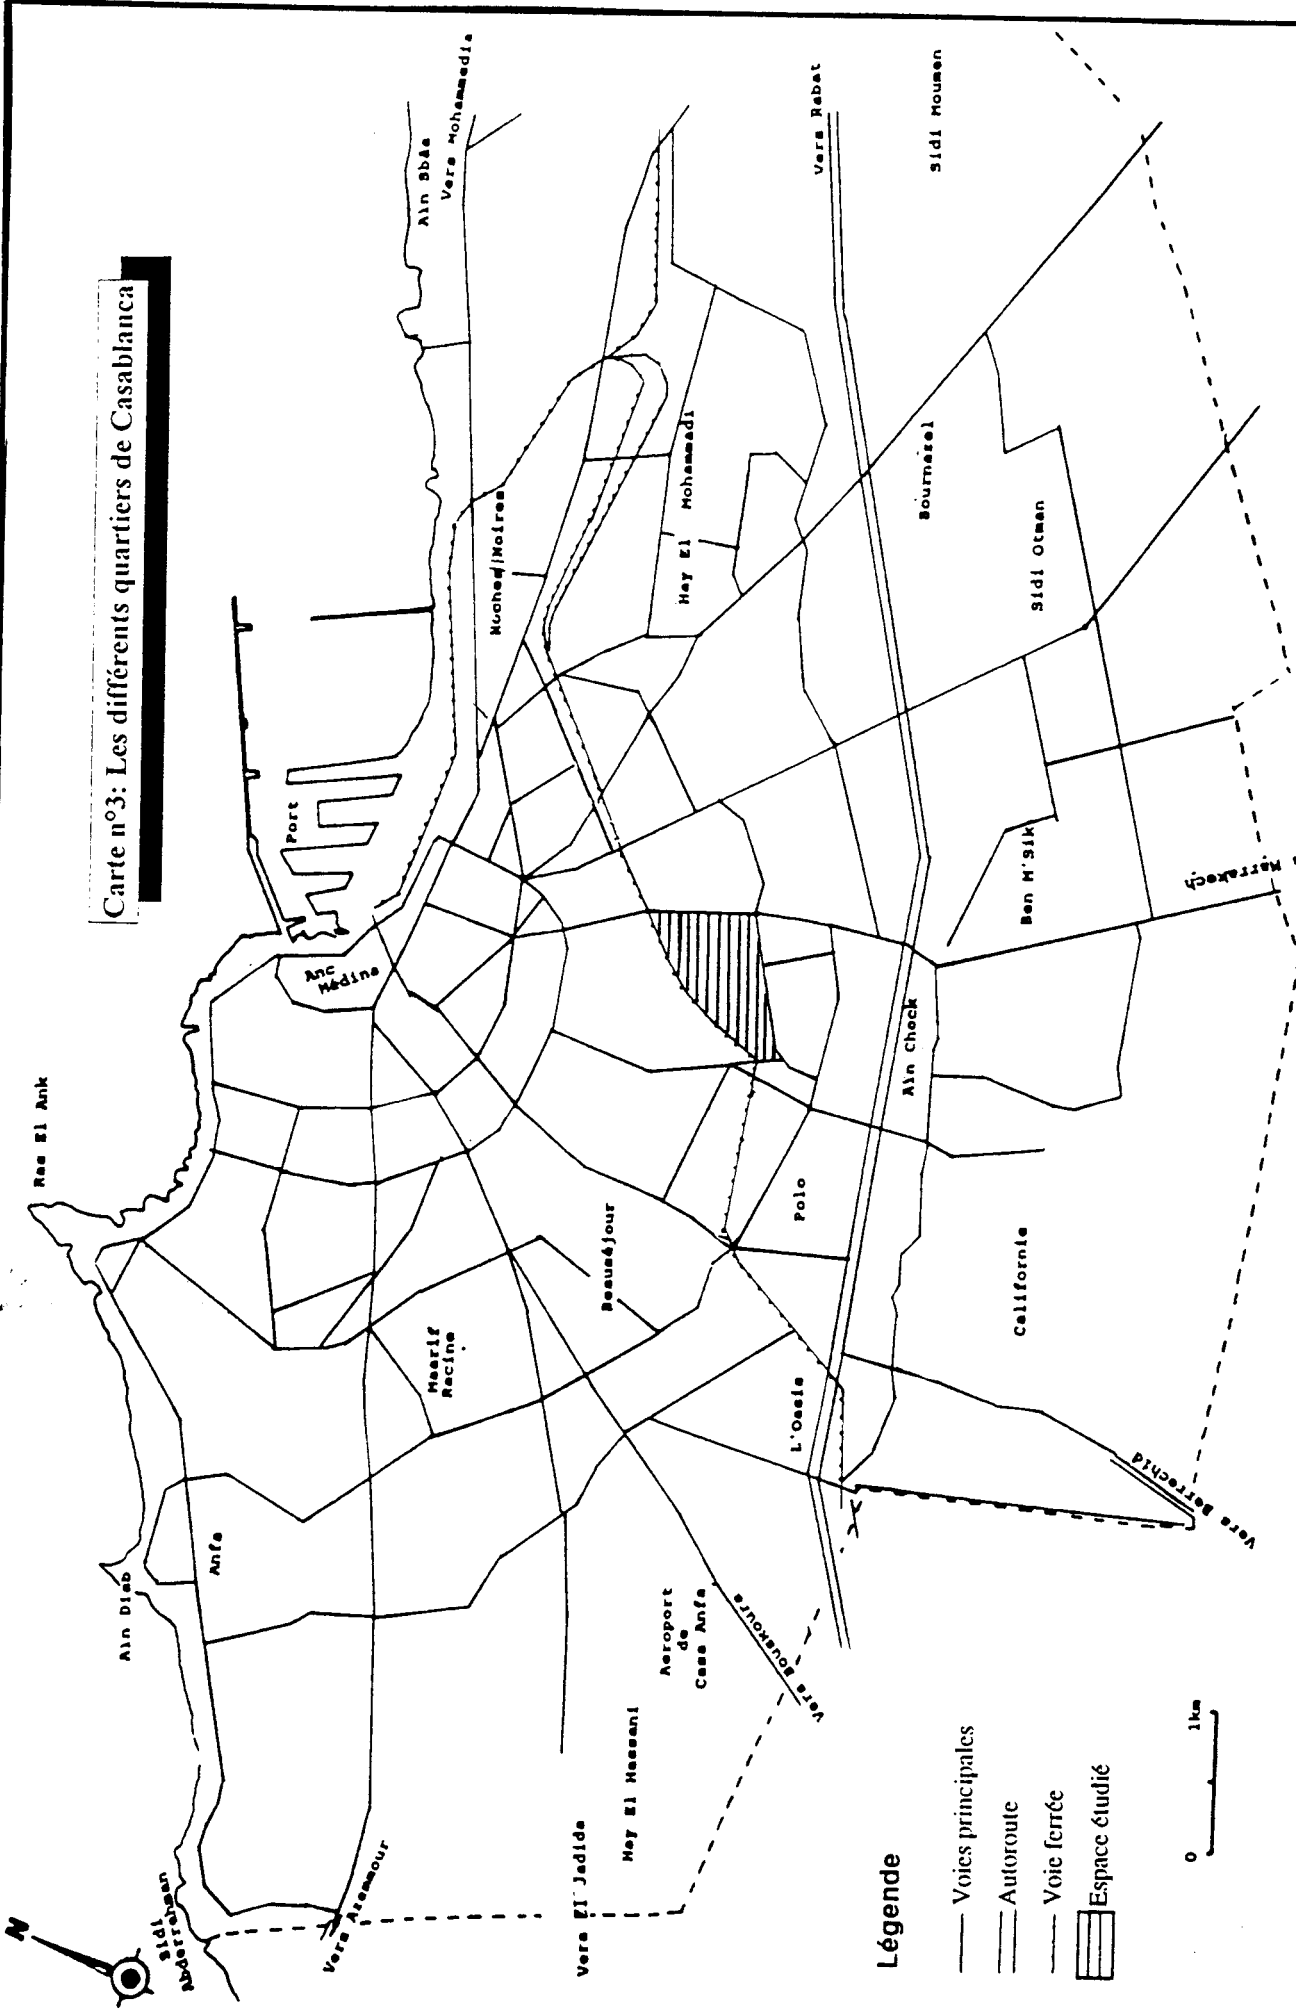 Carte n°3: Les différents quartiers de Casablanca
N
Sidi
Abderrahman
Ain Diab
Anfa
Ras El Ank
Port
Anc
Médina
Ain Sbâa
Vers Mohammedia
Roches Noires
Vers Azemmour
Maarif
Racine
Beauséjour
Hay El Mohammadi
Vers Rabat
Sidi Moumen
Vers El Jadida
Hay El Hassani
Aeroport
de
Casa Anfa
Vers Bouskoura
L'Oasis
Polo
Ain Chock
Bournazel
Sidi Otman
Ben M'Sik
California
Vers Berrechid
Marrakech
Légende
Voies principales
Autoroute
Voie ferrée
Espace étudié
0 1km